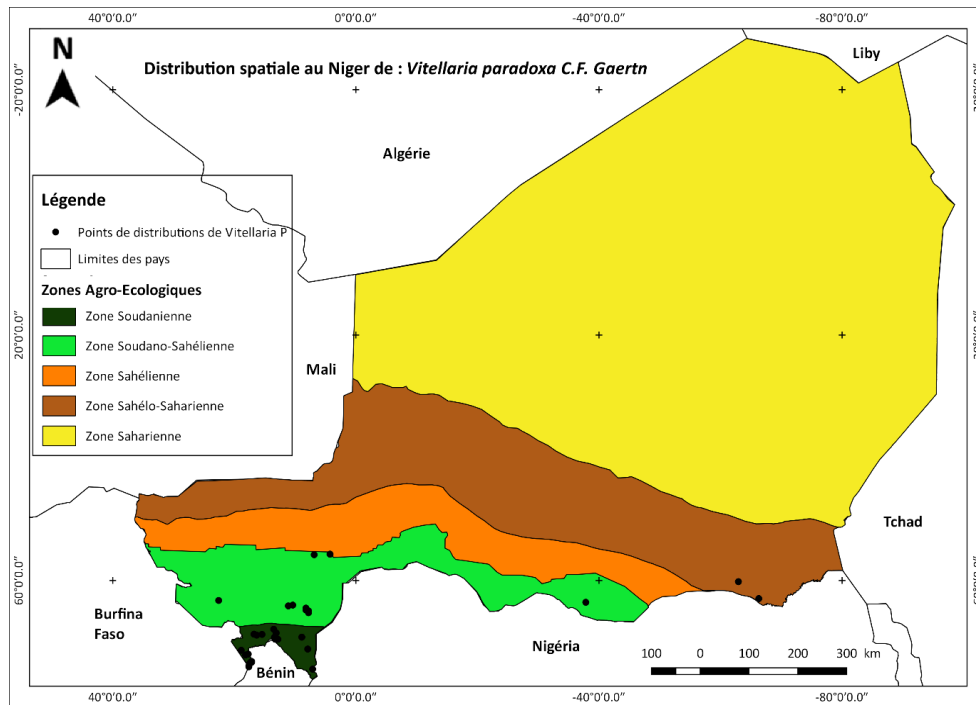 40°0'0.0" 0°0'0.0" -40°0'0.0" -80°0'0.0"
N
Distribution spatiale au Niger de : Vitellaria paradoxa C.F. Gaertn
Liby
-20°0'0.0"
Algérie
Légende
Points de distributions de Vitellaria P
Limites des pays
Zones Agro-Ecologiques
Zone Soudanienne
Zone Soudano-Sahélienne
Zone Sahélienne
Zone Sahélo-Saharienne
Zone Saharienne
20°0'0.0"
Mali
Tchad
60°0'0.0"
Burfina
Faso
Nigéria
Bénin
100 0 100 200 300 km
40°0'0.0" 0°0'0.0" -40°0'0.0" -80°0'0.0"